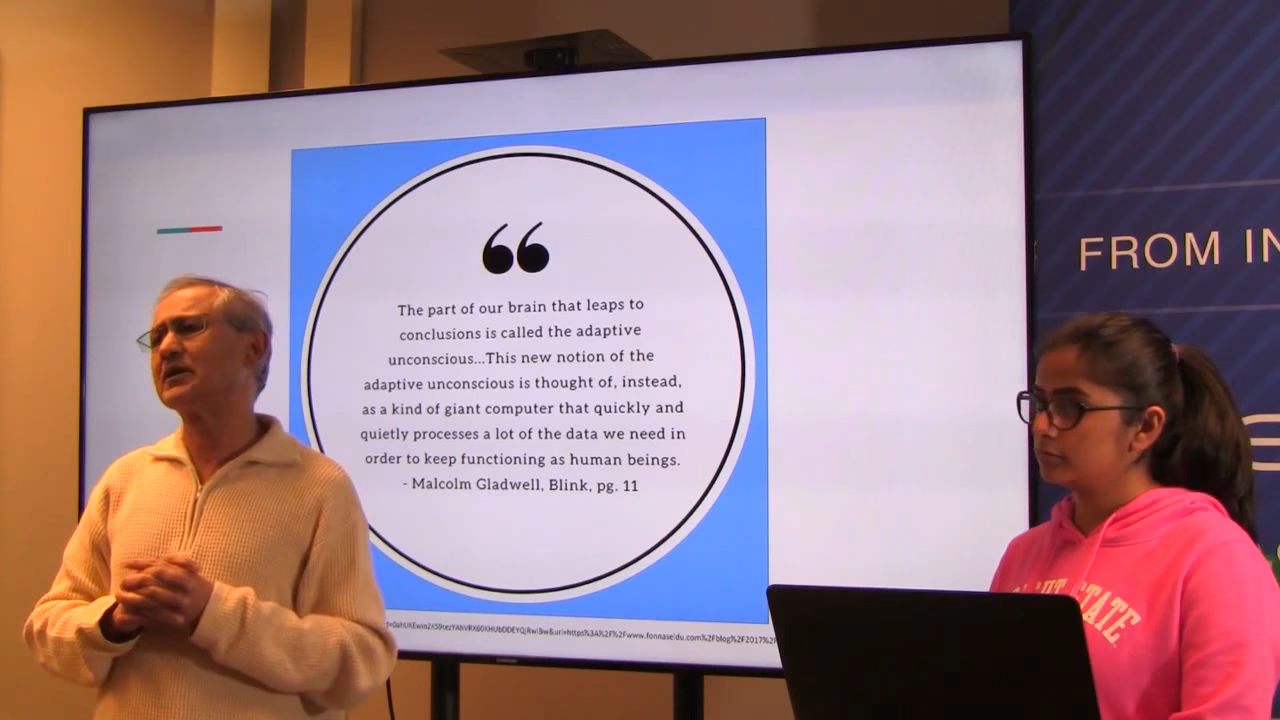 The part of our brain that leaps to
conclusions is called the adaptive
unconscious...This new notion of the
adaptive unconscious is thought of, instead,
as a kind of giant computer that quickly and
quietly processes a lot of the data we need in
order to keep functioning as human beings.
- Malcolm Gladwell, Blink, pg. 11
FROM IN
STATE